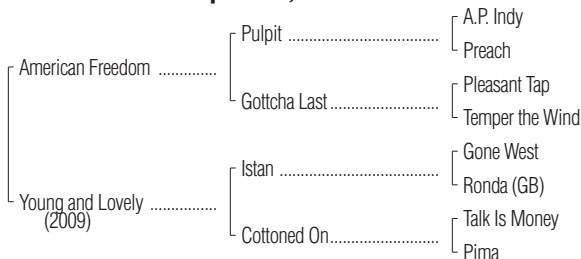 A.P. Indy
Pulpit
Preach
American Freedom
Pleasant Tap
Gottcha Last
Temper the Wind
Gone West
Istan
Ronda (GB)
Young and Lovely
(2009)
Talk Is Money
Cottoned On
Pima